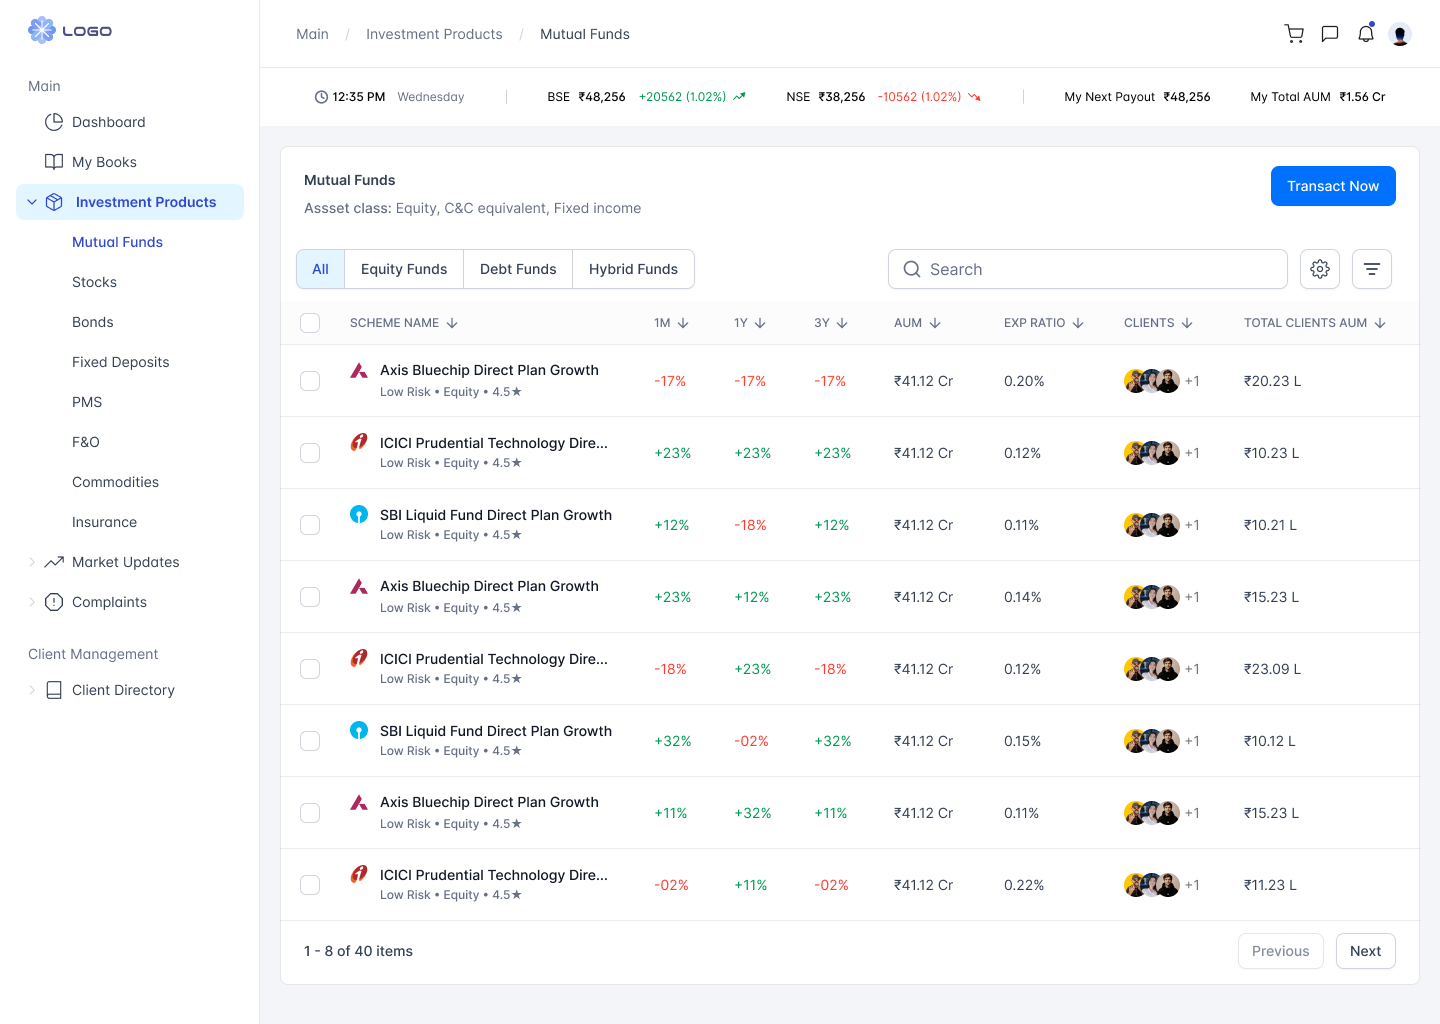 LOGO
Main
Dashboard
My Books
Investment Products
Mutual Funds
Stocks
Bonds
Fixed Deposits
PMS
F&O
Commodities
Insurance
Market Updates
Complaints
Client Management
Client Directory
Main / Investment Products / Mutual Funds
12:35 PM Wednesday BSE ₹48,256 +20562 (1.02%) NSE ₹38,256 -10562 (1.02%) My Next Payout ₹48,256 My Total AUM ₹1.56 Cr
Mutual Funds
Assset class: Equity, C&C equivalent, Fixed income
Transact Now
All Equity Funds Debt Funds Hybrid Funds Search
SCHEME NAME 1M 1Y 3Y AUM EXP RATIO CLIENTS TOTAL CLIENTS AUM
Axis Bluechip Direct Plan Growth
Low Risk • Equity • 4.5★
-17% -17% -17% ₹41.12 Cr 0.20% +1 ₹20.23 L
ICICI Prudential Technology Dire...
Low Risk • Equity • 4.5★
+23% +23% +23% ₹41.12 Cr 0.12% +1 ₹10.23 L
SBI Liquid Fund Direct Plan Growth
Low Risk • Equity • 4.5★
+12% -18% +12% ₹41.12 Cr 0.11% +1 ₹10.21 L
Axis Bluechip Direct Plan Growth
Low Risk • Equity • 4.5★
+23% +12% +23% ₹41.12 Cr 0.14% +1 ₹15.23 L
ICICI Prudential Technology Dire...
Low Risk • Equity • 4.5★
-18% +23% -18% ₹41.12 Cr 0.12% +1 ₹23.09 L
SBI Liquid Fund Direct Plan Growth
Low Risk • Equity • 4.5★
+32% -02% +32% ₹41.12 Cr 0.15% +1 ₹10.12 L
Axis Bluechip Direct Plan Growth
Low Risk • Equity • 4.5★
+11% +32% +11% ₹41.12 Cr 0.11% +1 ₹15.23 L
ICICI Prudential Technology Dire...
Low Risk • Equity • 4.5★
-02% +11% -02% ₹41.12 Cr 0.22% +1 ₹11.23 L
1 - 8 of 40 items
Previous Next